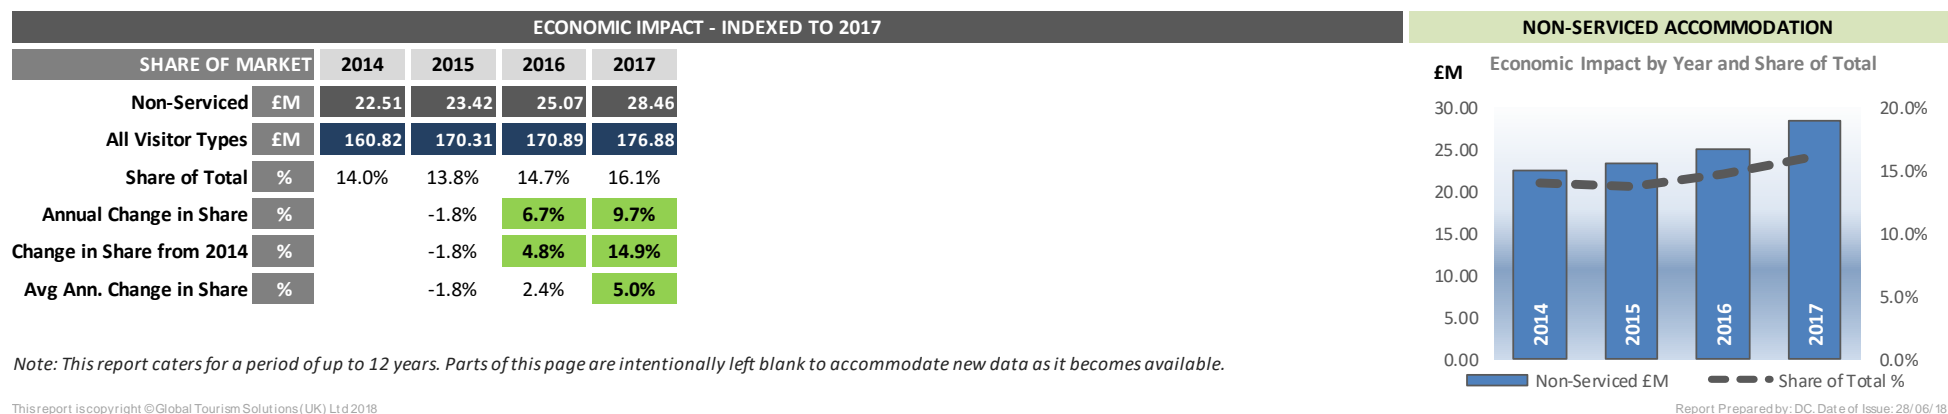 ECONOMIC IMPACT - INDEXED TO 2017
SHARE OF MARKET 2014 2015 2016 2017
Non-Serviced £M 22.51 23.42 25.07 28.46
All Visitor Types £M 160.82 170.31 170.89 176.88
Share of Total % 14.0% 13.8% 14.7% 16.1%
Annual Change in Share % -1.8% 6.7% 9.7%
Change in Share from 2014 % -1.8% 4.8% 14.9%
Avg Ann. Change in Share % -1.8% 2.4% 5.0%
Note: This report caters for a period of up to 12 years. Parts of this page are intentionally left blank to accommodate new data as it becomes available.
NON-SERVICED ACCOMMODATION
Economic Impact by Year and Share of Total
£M
30.00 20.0%
25.00
20.00 15.0%
15.00 10.0%
10.00
5.00 5.0%
0.00 0.0%
2014 2015 2016 2017
Non-Serviced £M Share of Total %
This report is copyright © Global Tourism Solutions (UK) Ltd 2018
Report Prepared by: DC. Date of Issue: 28/06/18